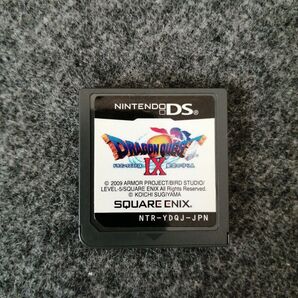 NINTENDO DS
DRAGON QUEST
IX
© 2009 ARMOR PROJECT/BIRD STUDIO/
LEVEL-5/SQUARE ENIX All Rights Reserved.
© KOICHI SUGIYAMA
SQUARE ENIX
NTR-YDQJ-JPN